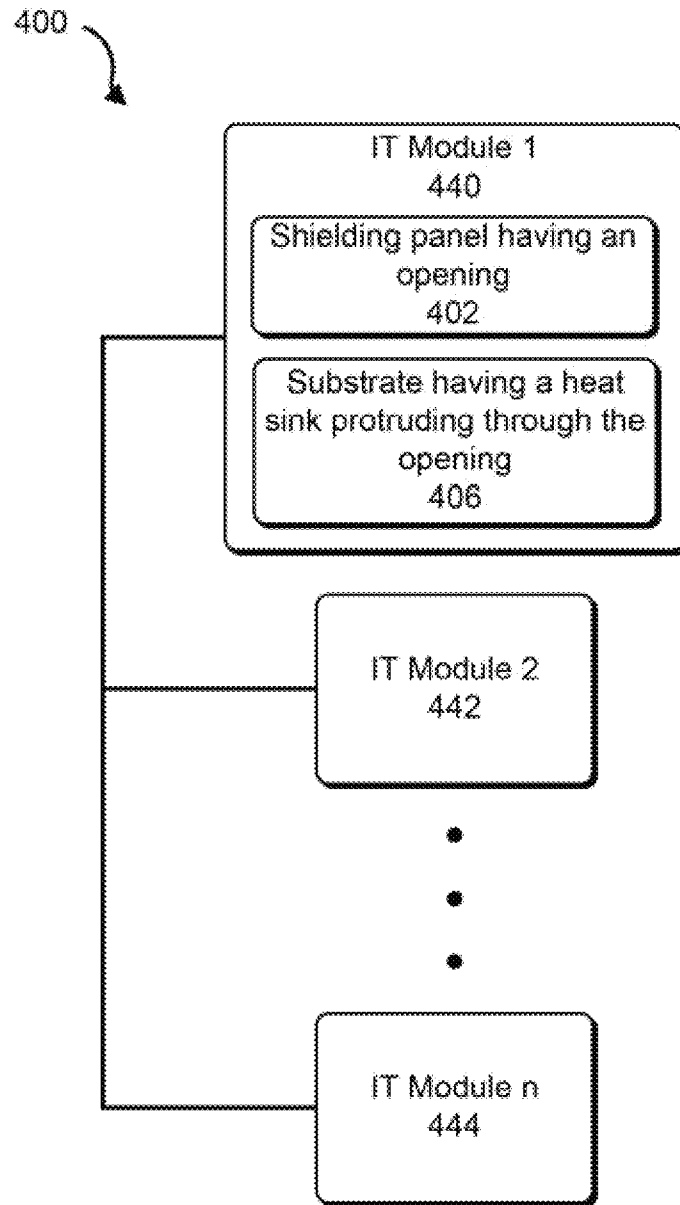 400
IT Module 1
440
Shielding panel having an
opening
402
Substrate having a heat
sink protruding through the
opening
406
IT Module 2
442
IT Module n
444